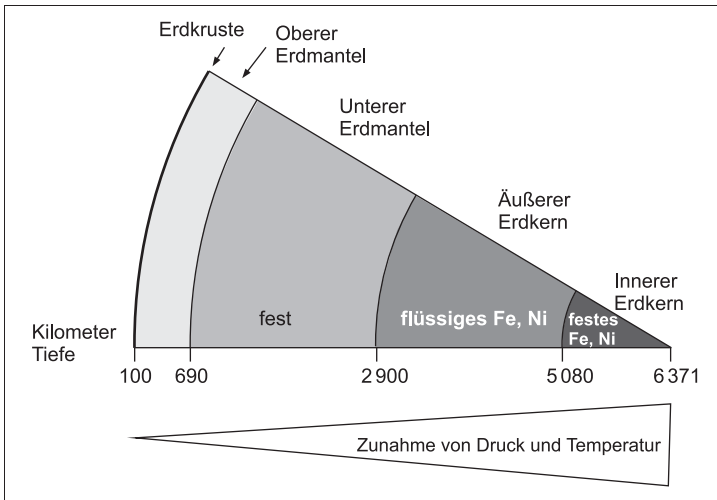 Erdkruste
Oberer
Erdmantel
Unterer
Erdmantel
Äußerer
Erdkern
Innerer
Erdkern
fest
flüssiges Fe, Ni
festes
Fe, Ni
Kilometer
Tiefe
100 690 2 900 5 080 6 371
Zunahme von Druck und Temperatur